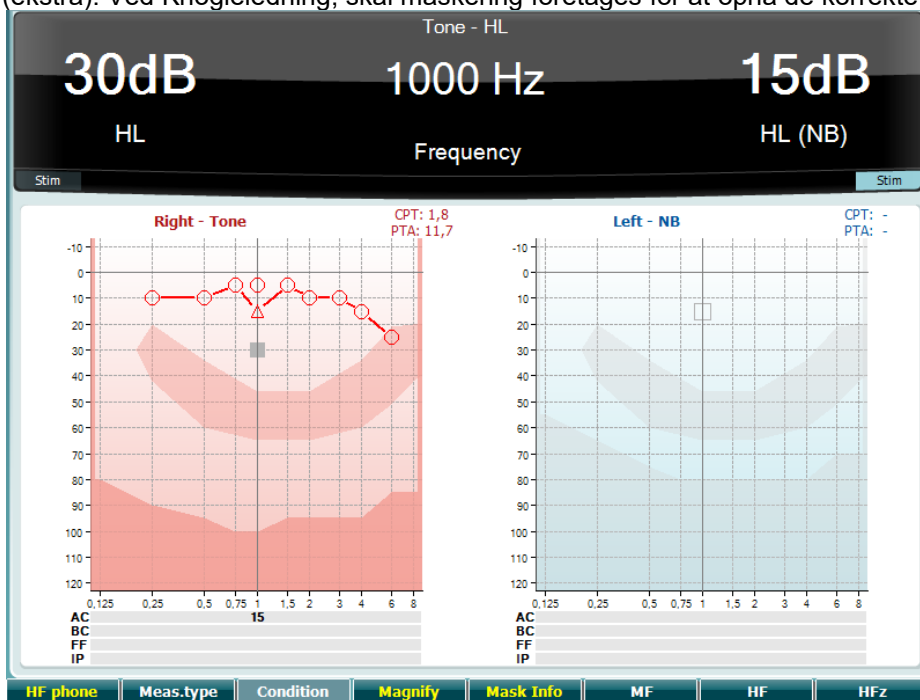 (ekstra). Ved Knogleledning, skal maskering foretages for at opnå de korrekte
Tone - HL
30dB 1000 Hz 15dB
HL Frequency HL (NB)
Stim Stim
Right - Tone CPT: 1,8 PTA: 11,7
Left - NB CPT: - PTA: -
-10
0
10
20
30
40
50
60
70
80
90
100
110
120
0,125 0,25 0,5 0,75 1 1,5 2 3 4 6 8
AC 15
BC
FF
IP
-10
0
10
20
30
40
50
60
70
80
90
100
110
120
0,125 0,25 0,5 0,75 1 1,5 2 3 4 6 8
AC
BC
FF
IP
HF phone Meas.type Condition Magnify Mask Info MF HF HFz